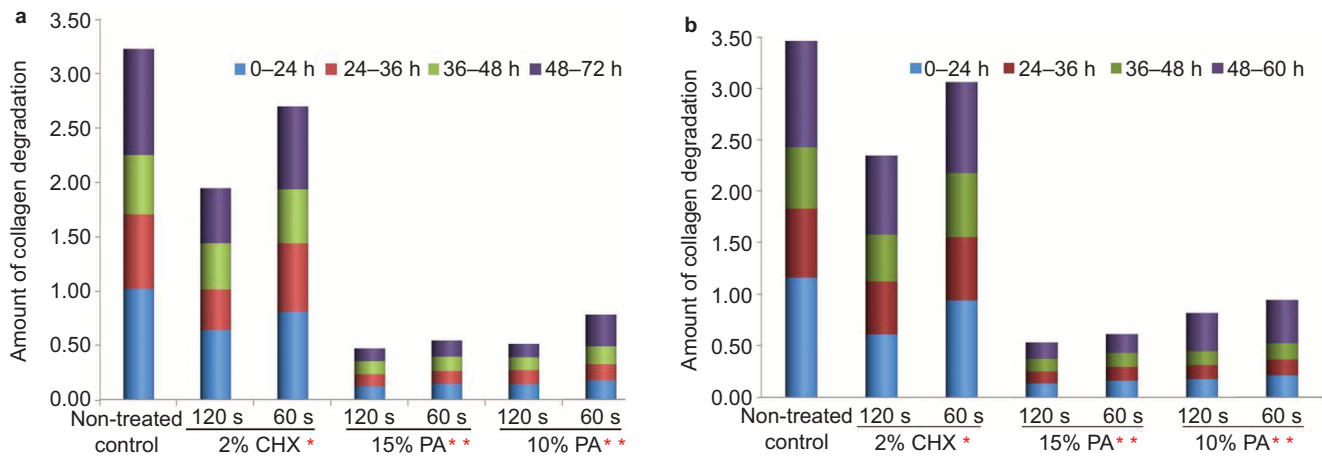 a
Amount of collagen degradation
3.50
3.00
2.50
2.00
1.50
1.00
0.50
0.00
0–24 h 24–36 h 36–48 h 48–72 h
Non-treated control
120 s 60 s 120 s 60 s 120 s 60 s
2% CHX * 15% PA** 10% PA**
b
Amount of collagen degradation
3.50
3.00
2.50
2.00
1.50
1.00
0.50
0.00
0–24 h 24–36 h 36–48 h 48–60 h
Non-treated control
120 s 60 s 120 s 60 s 120 s 60 s
2% CHX * 15% PA** 10% PA**